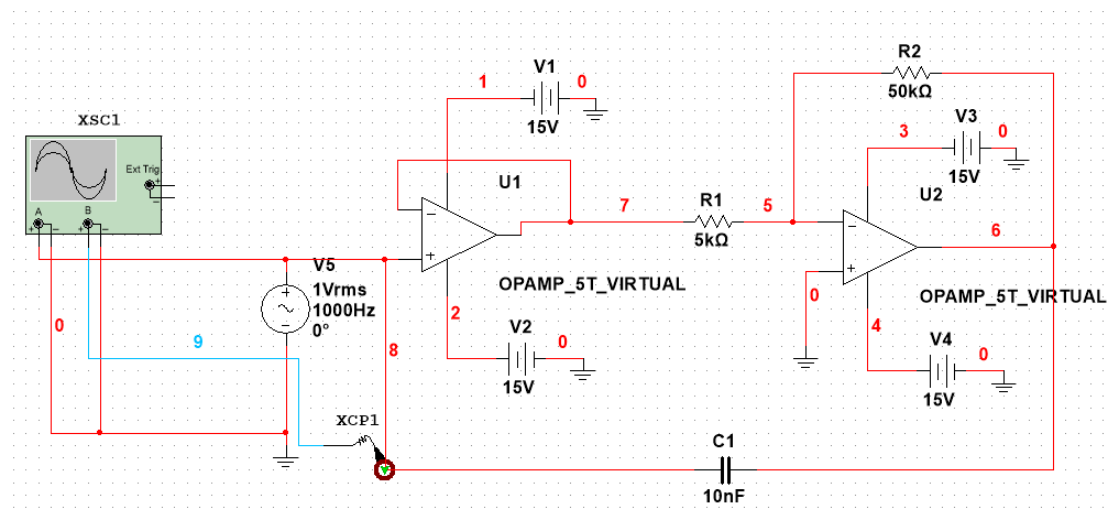 R2
50kΩ
V1
1
0
15V
XSC1
Ext Trig
+
−
A
B
+
−
+
−
V3
3
0
15V
U1
−
+
7
R1
5kΩ
5
U2
−
+
6
OPAMP_5T_VIRTUAL
V5
+
1Vrms
1000Hz
−
0°
0
OPAMP_5T_VIRTUAL
2
V2
0
15V
4
V4
0
15V
0
9
8
XCP1
C1
10nF